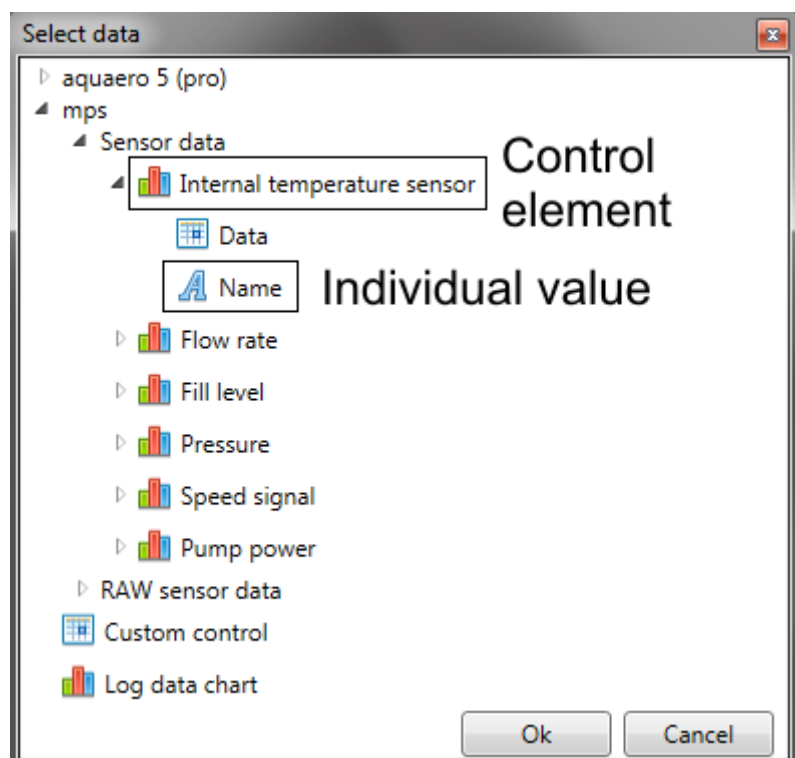 Select data
aquaero 5 (pro)
mps
Sensor data
Internal temperature sensor
Control
element
Data
Name
Individual value
Flow rate
Fill level
Pressure
Speed signal
Pump power
RAW sensor data
Custom control
Log data chart
Ok
Cancel